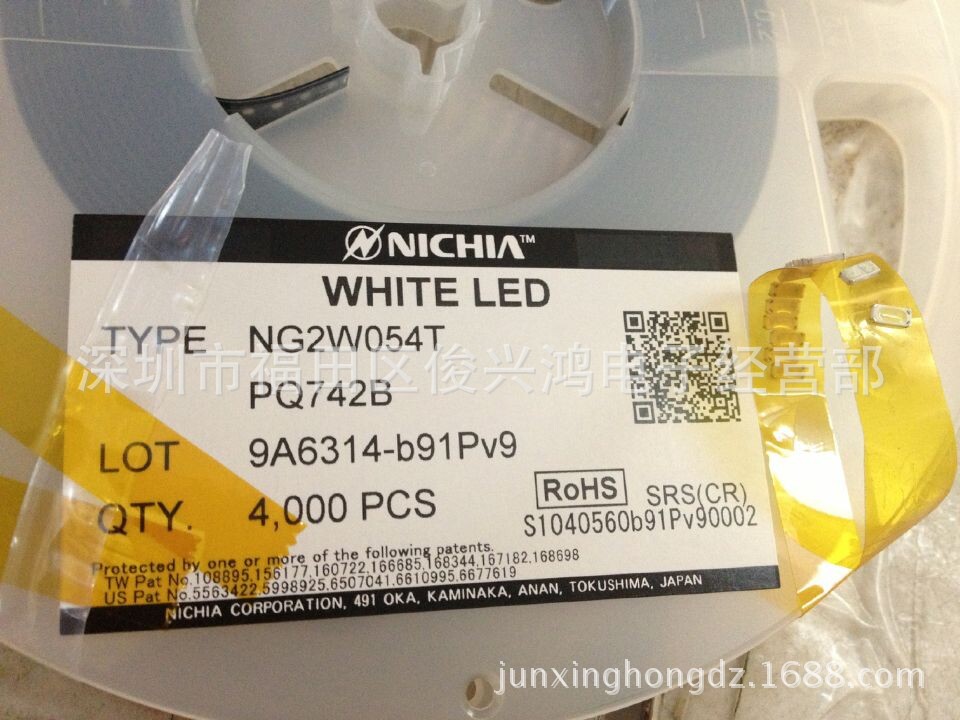 NICHIA™
WHITE LED
TYPE NG2W054T
深圳市福田区俊兴鸿电子经营部
PQ742B
LOT 9A6314-b91Pv9
QTY. 4,000 PCS
RoHS SRS(CR)
S1040560b91Pv90002
Protected by one or more of the following patents.
TW Pat No.108895,156177,160722,166685,168344,167182,168698
US Pat No.5563422,5998925,6507041,6610995,6677619
NICHIA CORPORATION, 491 OKA, KAMINAKA, ANAN, TOKUSHIMA, JAPAN
junxinghongdz.1688.com